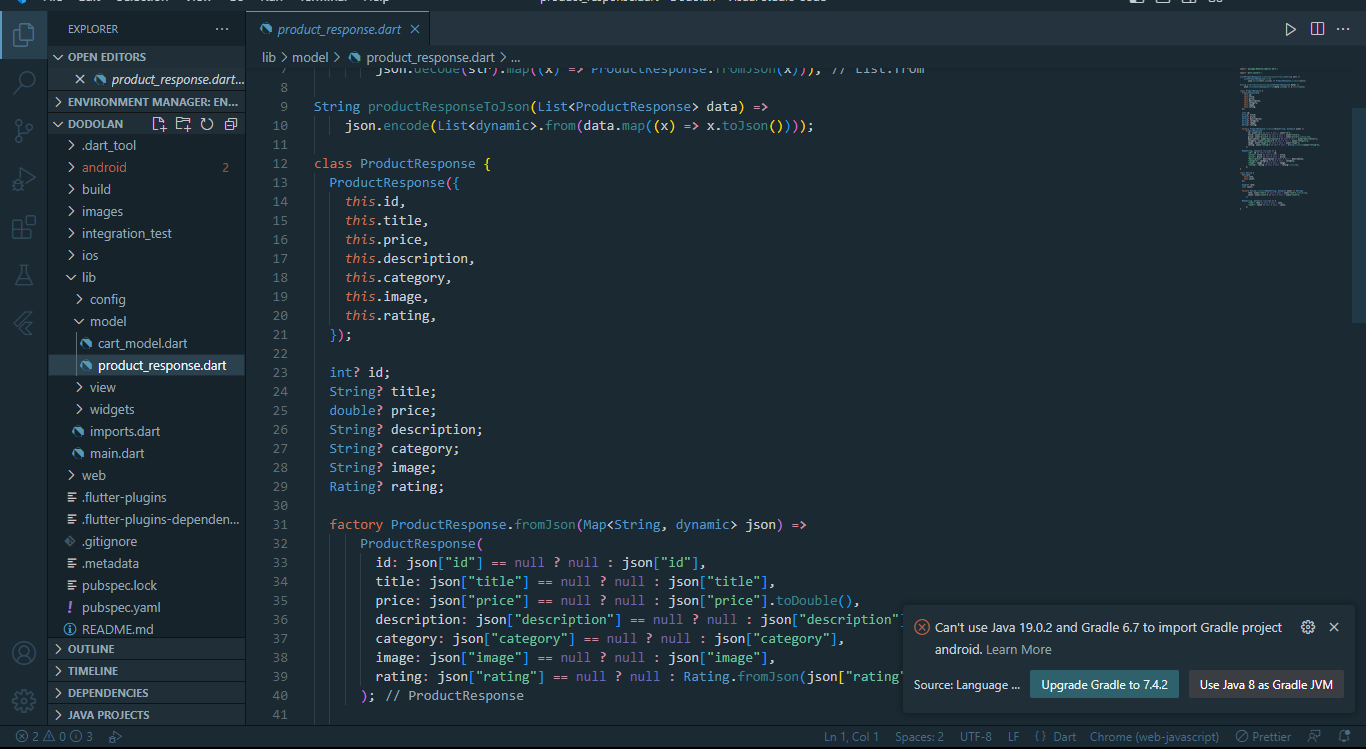 EXPLORER
OPEN EDITORS
product_response.dart...
ENVIRONMENT MANAGER: EN...
DODOLAN
.dart_tool
android 2
build
images
integration_test
ios
lib
config
model
cart_model.dart
product_response.dart
view
widgets
imports.dart
main.dart
web
.flutter-plugins
.flutter-plugins-dependen...
.gitignore
.metadata
pubspec.lock
pubspec.yaml
README.md
OUTLINE
TIMELINE
DEPENDENCIES
JAVA PROJECTS
product_response.dart
lib > model > product_response.dart > ...
7 json.decode(str).map((x) => ProductResponse.fromJson(x))); // List.from
8
9 String productResponseToJson(List<ProductResponse> data) =>
10 json.encode(List<dynamic>.from(data.map((x) => x.toJson())));
11
12 class ProductResponse {
13 ProductResponse({
14 this.id,
15 this.title,
16 this.price,
17 this.description,
18 this.category,
19 this.image,
20 this.rating,
21 });
22
23 int? id;
24 String? title;
25 double? price;
26 String? description;
27 String? category;
28 String? image;
29 Rating? rating;
30
31 factory ProductResponse.fromJson(Map<String, dynamic> json) =>
32 ProductResponse(
33 id: json["id"] == null ? null : json["id"],
34 title: json["title"] == null ? null : json["title"],
35 price: json["price"] == null ? null : json["price"].toDouble(),
36 description: json["description"] == null ? null : json["description"]
37 category: json["category"] == null ? null : json["category"],
38 image: json["image"] == null ? null : json["image"],
39 rating: json["rating"] == null ? null : Rating.fromJson(json["rating"
40 ); // ProductResponse
41
Can't use Java 19.0.2 and Gradle 6.7 to import Gradle project
android. Learn More
Source: Language ...
Upgrade Gradle to 7.4.2
Use Java 8 as Gradle JVM
2 0 3
Ln 1, Col 1
Spaces: 2
UTF-8
LF
Dart
Chrome (web-javascript)
Prettier